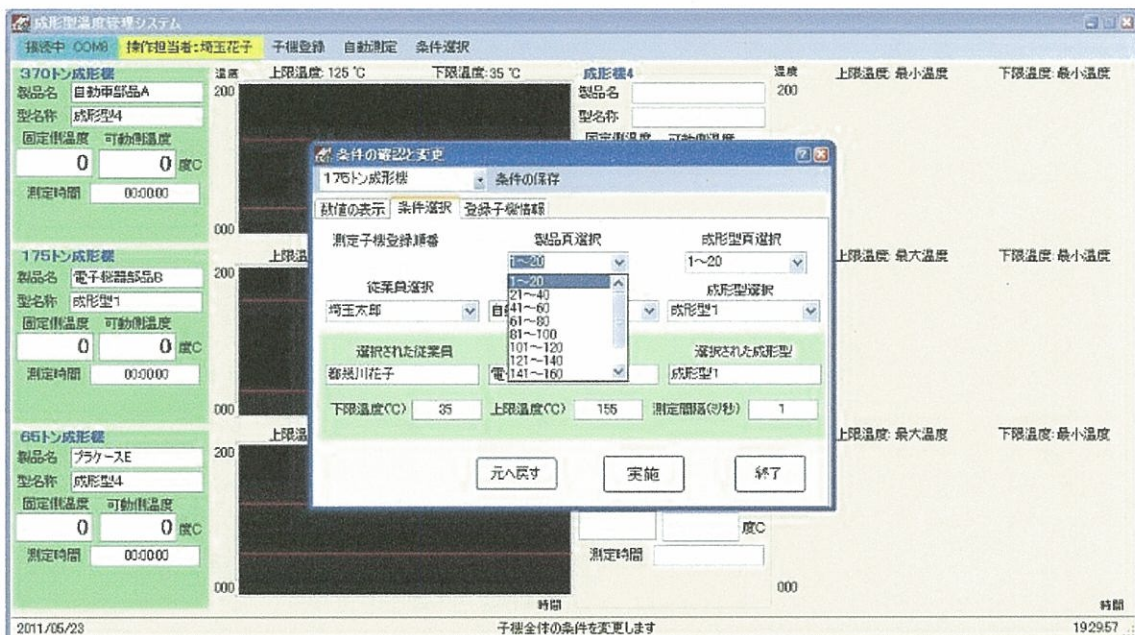 成形型温度管理システム
接続中 COM8 操作担当者:埼玉花子 子機登録 自動測定 条件選択
370トン成形機 温度 上限温度: 125 ℃ 下限温度:35 ℃ 成形機4 温度 上限温度: 最小温度 下限温度: 最小温度
製品名 自動車部品A 200 製品名 200
型名称 成形型4 型名称
固定側温度 可動側温度 固定側温度 可動側温度
0 0 度C
測定時間 00:00:00
000
175トン成形機 上限温 上限温度: 最大温度 下限温度: 最小温度
製品名 電子機器部品B 200
型名称 成形型1
固定側温度 可動側温度
0 0 度C
測定時間 00:00:00
000
65トン成形機 上限温 上限温度: 最大温度 下限温度: 最小温度
製品名 プラケースE 200
型名称 成形型4
固定側温度 可動側温度
0 0 度C 度C
測定時間 00:00:00 測定時間
000 000
時間 時間
条件の確認と変更
175トン成形機 条件の保存
数値の表示 条件選択 登録子機情報
測定子機登録順番 製品頁選択 成形型頁選択
1～20 1～20
1～20
21～40
41～60
61～80
81～100
101～120
121～140
141～160
従業員選択 成形型選択
埼玉太郎 自 成形型1
選択された従業員 選択された成形型
都幾川花子 電 成形型1
下限温度(℃) 35 上限温度(℃) 155 測定間隔(ミリ秒) 1
元へ戻す 実施 終了
2011/05/23 子機全体の条件を変更します 19:29:57